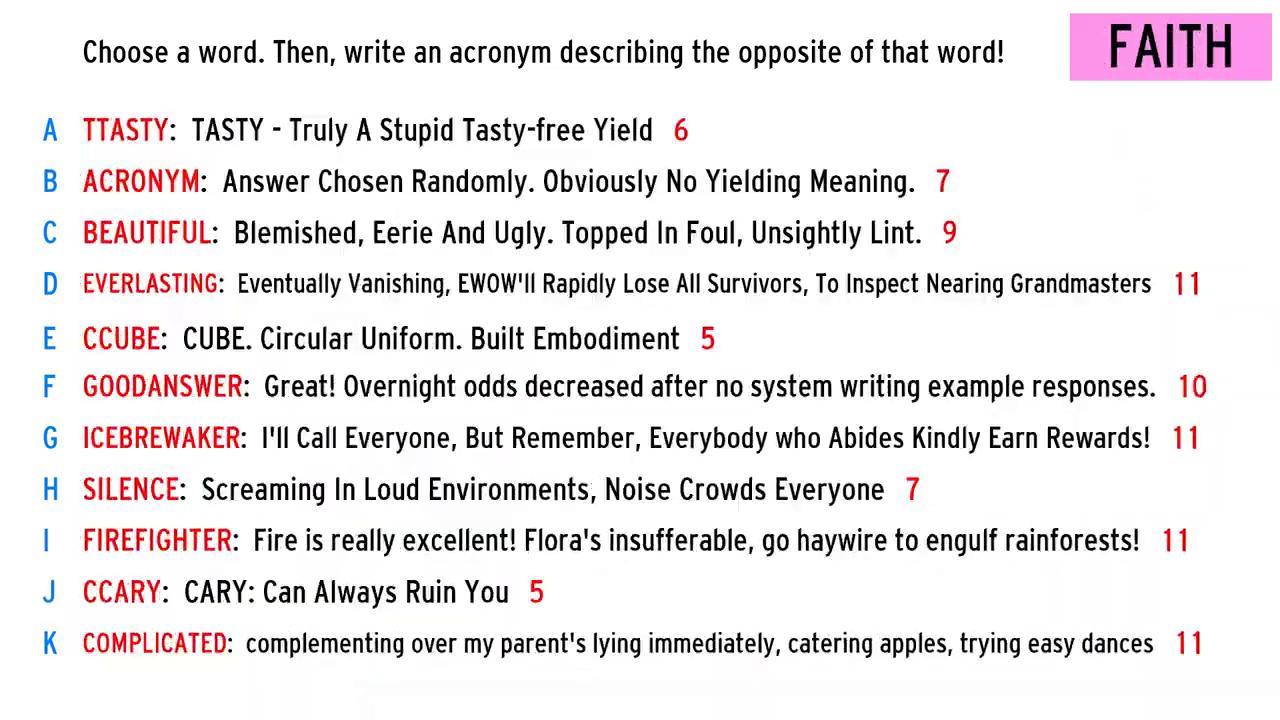 Choose a word. Then, write an acronym describing the opposite of that word!
FAITH
A TTASTY: TASTY - Truly A Stupid Tasty-free Yield 6
B ACRONYM: Answer Chosen Randomly. Obviously No Yielding Meaning. 7
C BEAUTIFUL: Blemished, Eerie And Ugly. Topped In Foul, Unsightly Lint. 9
D EVERLASTING: Eventually Vanishing, EWOW'll Rapidly Lose All Survivors, To Inspect Nearing Grandmasters 11
E CCUBE: CUBE. Circular Uniform. Built Embodiment 5
F GOODANSWER: Great! Overnight odds decreased after no system writing example responses. 10
G ICEBREWAKER: I'll Call Everyone, But Remember, Everybody who Abides Kindly Earn Rewards! 11
H SILENCE: Screaming In Loud Environments, Noise Crowds Everyone 7
I FIREFIGHTER: Fire is really excellent! Flora's insufferable, go haywire to engulf rainforests! 11
J CCARY: CARY: Can Always Ruin You 5
K COMPLICATED: complementing over my parent's lying immediately, catering apples, trying easy dances 11